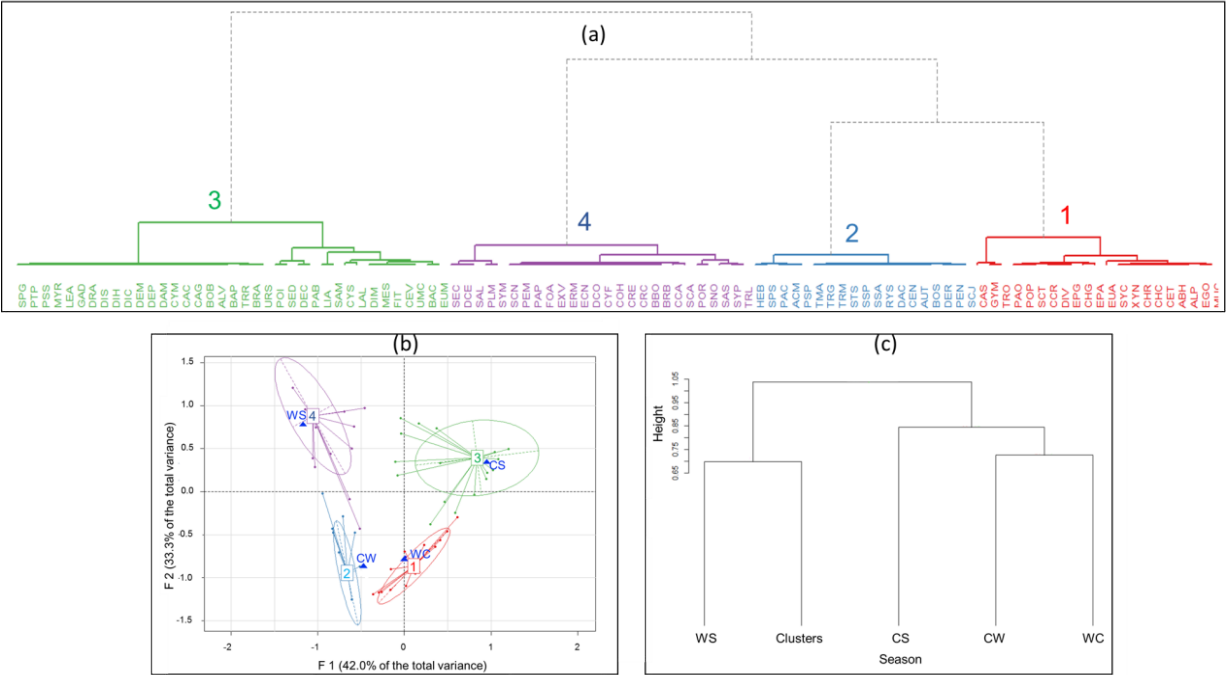 (a)
3
4
2
1
SPG PTP PSS MYR LEA GAD DRA DIS DIH DIC DEM DEP DAM CYM CAC CAG BOB ALV BAP TRR BRA URS POI SED DEC PAB LIA SAM CYS LAL DIM MES FIT CEV UMC BAC EUM SEC DCE SAL PLM SYM SCN PEM PAP FOA EXV ERM ECN DCO CYF COH CRE CRC BBO BRB CCA SCA POR SNO SAS SYP TRL HEB SPS PAC ACM PSP TMA TRG TRM STS SSP SSA RYS DAC CEN AUT BOS DER PEN SCJ CAS GYM TRO PAO POP SCT CCR DIV EPG CHG EPA EUA SYC XYN CHR CHC CET ABH ALP EGO
(b)
1.5
1.0
0.5
0.0
-0.5
-1.0
-1.5
F 2 (33.3% of the total variance)
WS 4
3
CS
CW
2
WC
1
-2 -1 0 1 2
F 1 (42.0% of the total variance)
(c)
Height
1.05
0.95
0.85
0.75
0.65
WS Clusters CS CW WC
Season